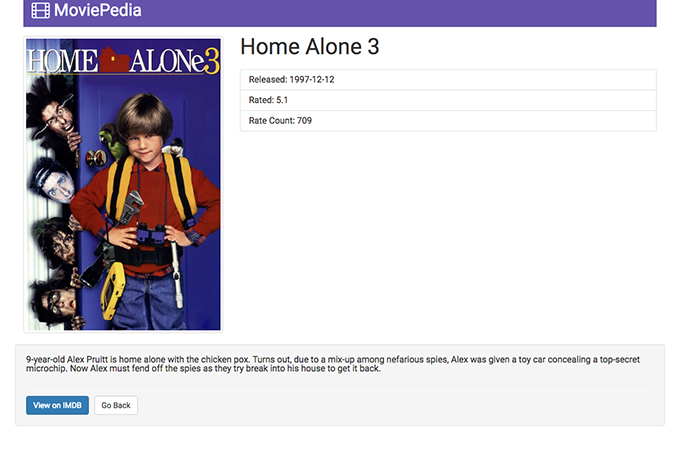 MoviePedia
HOME ALONe3
Home Alone 3
Released: 1997-12-12
Rated: 5.1
Rate Count: 709
9-year-old Alex Pruitt is home alone with the chicken pox. Turns out, due to a mix-up among nefarious spies, Alex was given a toy car concealing a top-secret
microchip. Now Alex must fend off the spies as they try break into his house to get it back.
View on IMDB
Go Back